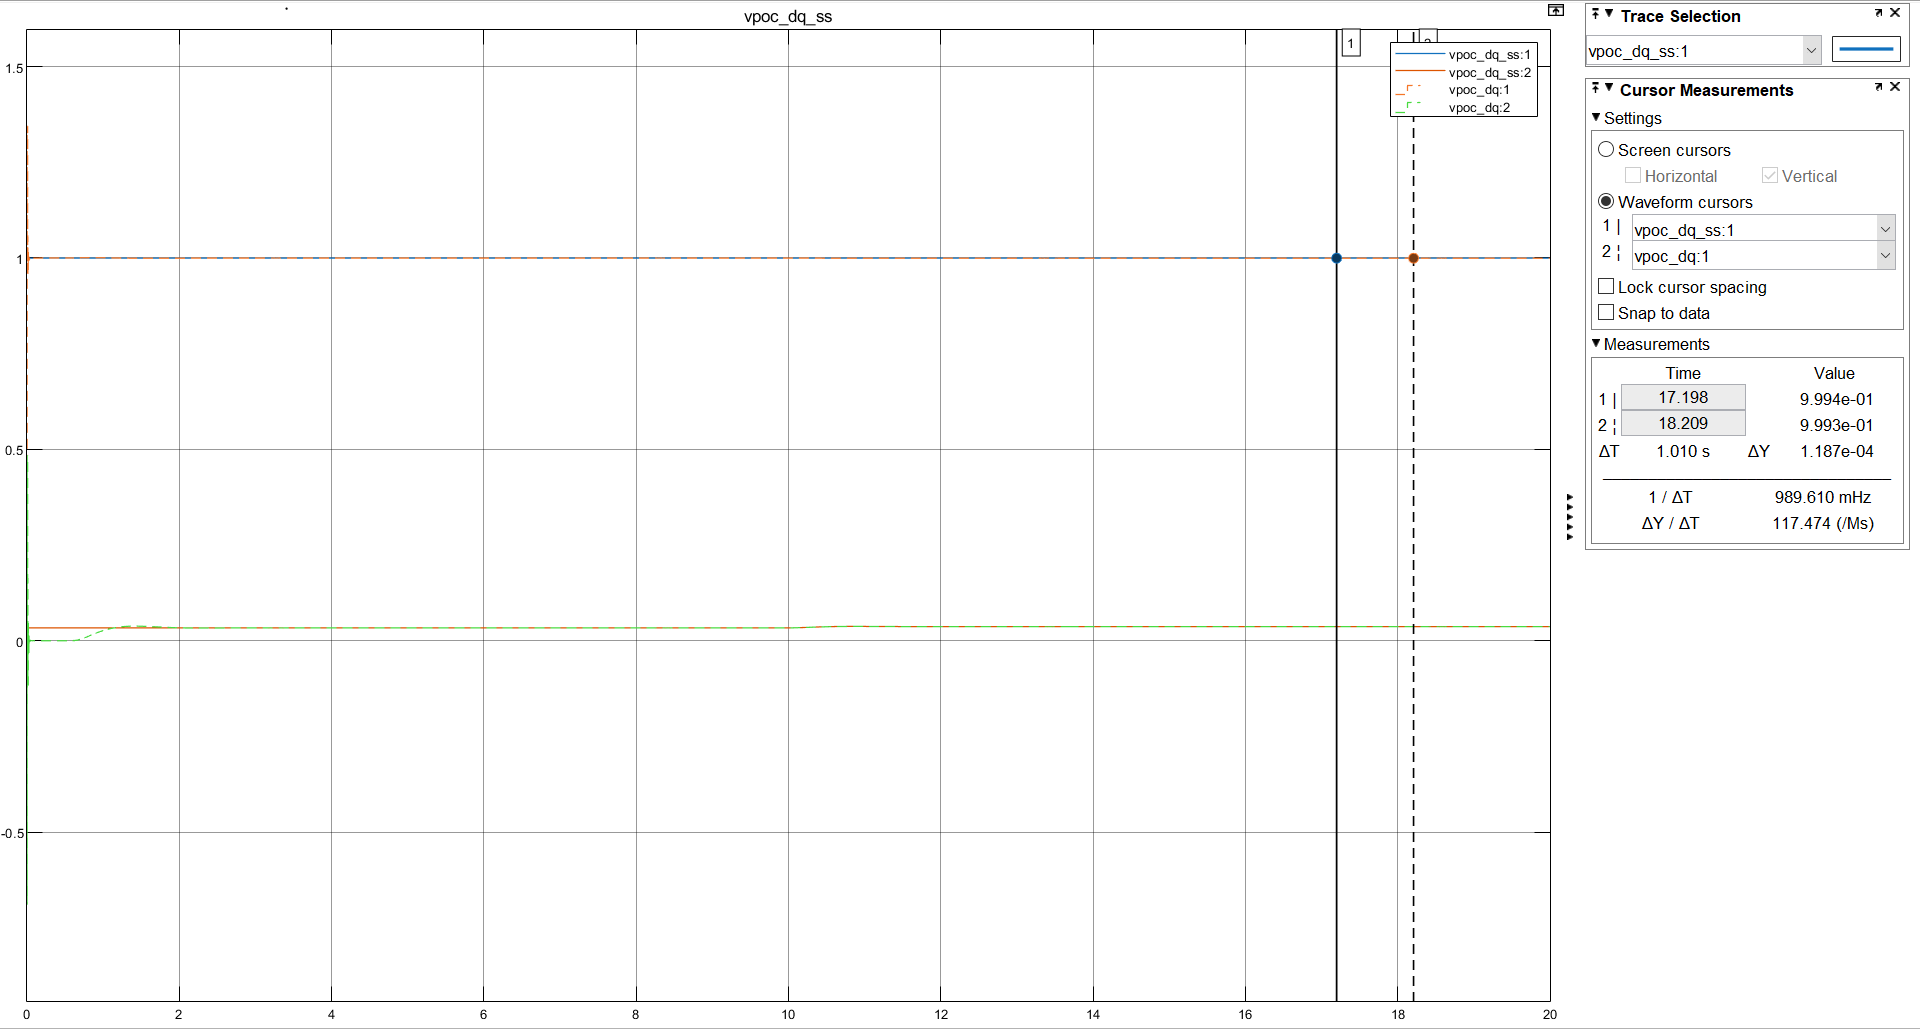 vpoc_dq_ss
1.5
1
0.5
0
-0.5
0
2
4
6
8
10
12
14
16
18
20
1
vpoc_dq_ss:1
vpoc_dq_ss:2
vpoc_dq:1
vpoc_dq:2
Trace Selection
vpoc_dq_ss:1
Cursor Measurements
Settings
Screen cursors
Horizontal Vertical
Waveform cursors
1 | vpoc_dq_ss:1
2 ¦ vpoc_dq:1
Lock cursor spacing
Snap to data
Measurements
Time Value
1 | 17.198 9.994e-01
2 ¦ 18.209 9.993e-01
ΔT 1.010 s ΔY 1.187e-04
1 / ΔT 989.610 mHz
ΔY / ΔT 117.474 (/Ms)